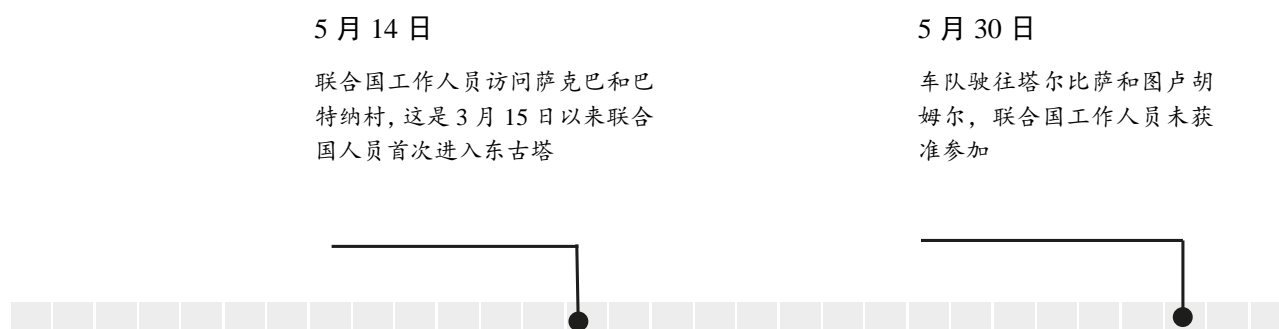 5 月 14 日
联合国工作人员访问萨克巴和巴
特纳村，这是 3 月 15 日以来联合
国人员首次进入东古塔
5 月 30 日
车队驶往塔尔比萨和图卢胡
姆尔，联合国工作人员未获
准参加